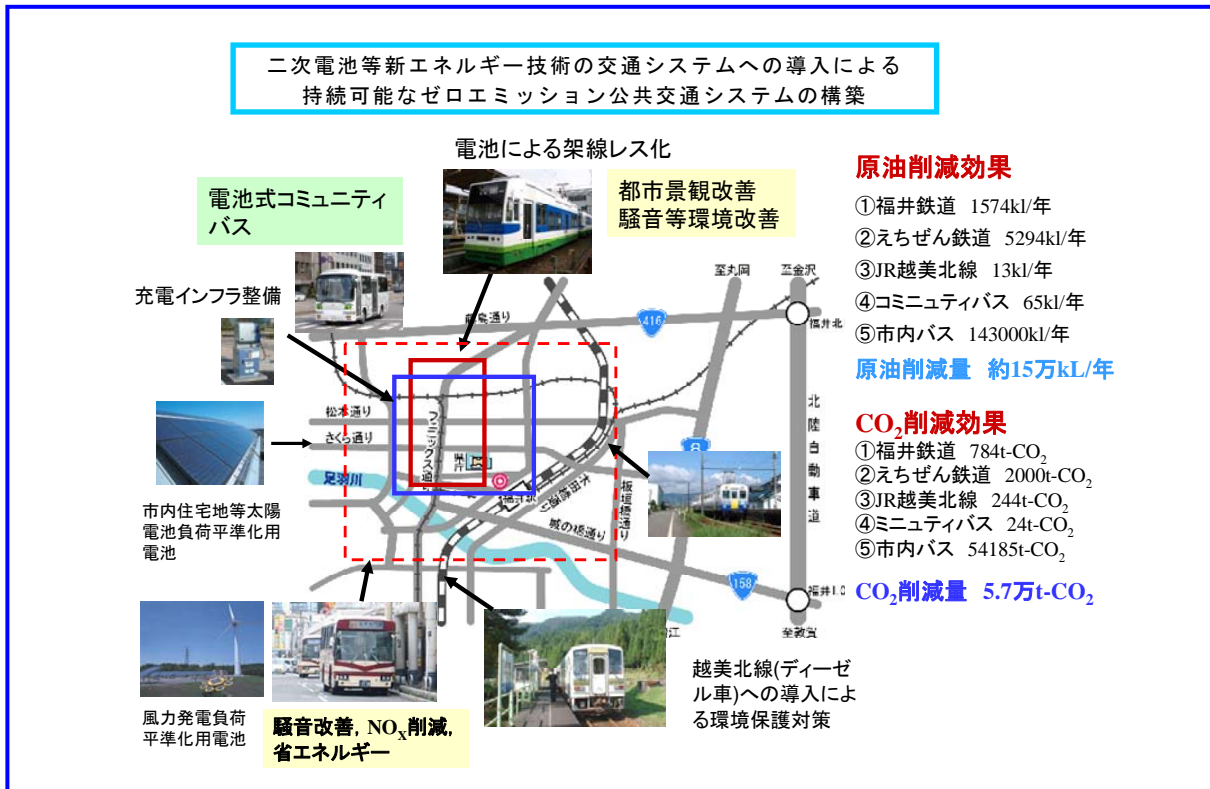 二次電池等新エネルギー技術の交通システムへの導入による
持続可能なゼロエミッション公共交通システムの構築
電池による架線レス化
都市景観改善
騒音等環境改善
電池式コミュニティ
バス
充電インフラ整備
市内住宅地等太陽
電池負荷平準化用
電池
風力発電負荷
平準化用電池
騒音改善, NOX削減,
省エネルギー
越美北線(ディーゼ
ル車)への導入によ
る環境保護対策
至丸岡
至金沢
416
福井北
松本通り
さくら通り
フェニックス通り
県庁
足羽川
8
北陸自動車道
板垣橋通り
城の橋通り
158
福井I.C
至敦賀
原油削減効果
①福井鉄道 1574kl/年
②えちぜん鉄道 5294kl/年
③JR越美北線 13kl/年
④コミニュティバス 65kl/年
⑤市内バス 143000kl/年
原油削減量 約15万kL/年
CO2削減効果
①福井鉄道 784t-CO2
②えちぜん鉄道 2000t-CO2
③JR越美北線 244t-CO2
④ミニュティバス 24t-CO2
⑤市内バス 54185t-CO2
CO2削減量 5.7万t-CO2